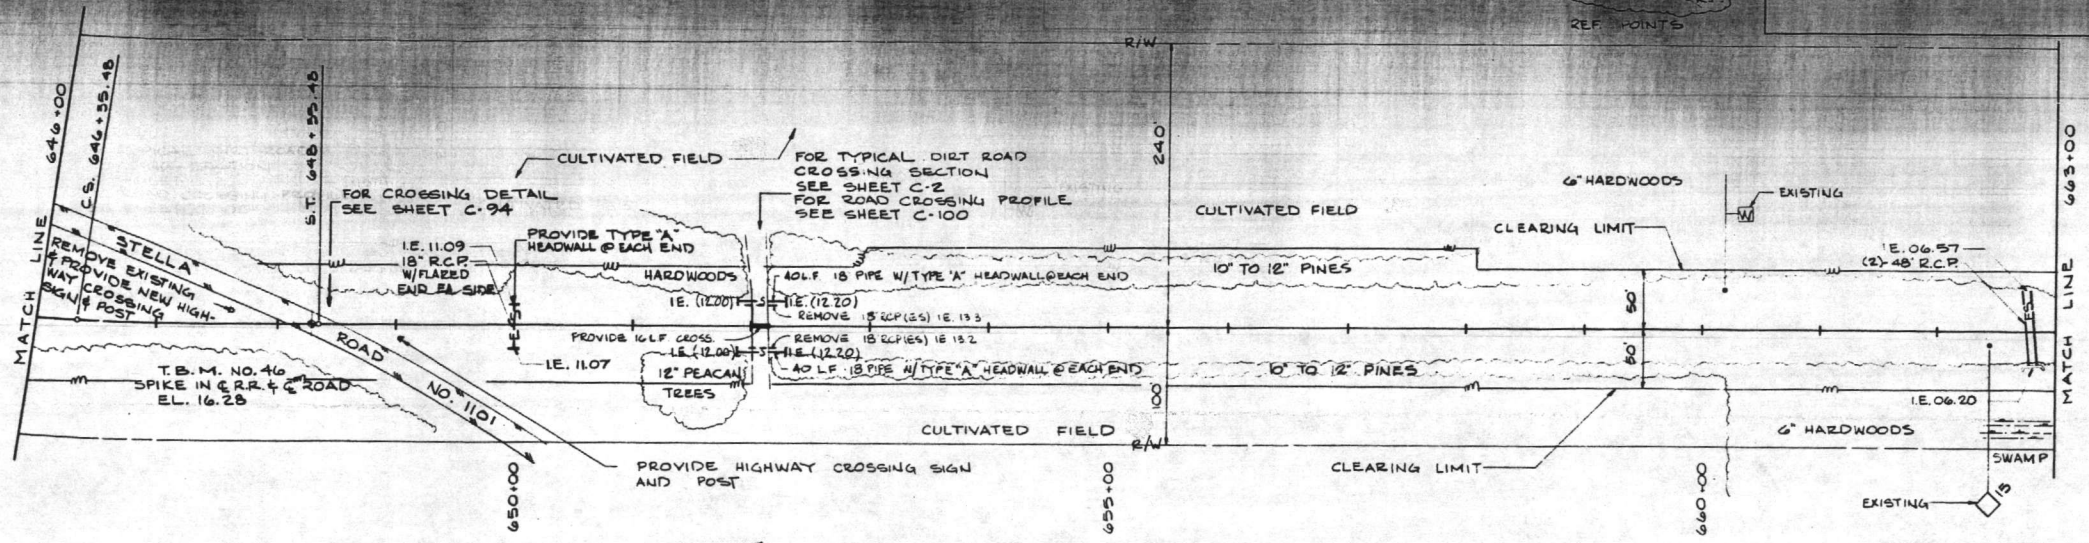 REF. POINTS
R/W
MATCH LINE 646+00
C.S. 646+35.48
S.T. 648+55.48
FOR CROSSING DETAIL
SEE SHEET C-94
CULTIVATED FIELD
FOR TYPICAL DIRT ROAD
CROSSING SECTION
SEE SHEET C-2
FOR ROAD CROSSING PROFILE
SEE SHEET C-100
240'
CULTIVATED FIELD
6" HARDWOODS
EXISTING
W
CLEARING LIMIT
I.E. 06.57
(2)-48" R.C.P.
MATCH LINE 663+00
STELLA
ROAD
NO. 1101
REMOVE EXISTING
& PROVIDE NEW HIGH-
WAY CROSSING
SIGN & POST
I.E. 11.09
18" R.C.P.
W/FLARED
END EA SIDE
PROVIDE TYPE "A"
HEADWALL @ EACH END
HARDWOODS
40 L.F. 18 PIPE W/TYPE "A" HEADWALL @ EACH END
10" TO 12" PINES
I.E. (12.00)
S
I.E. (12.20)
REMOVE 18 RCP(ES) I.E. 13.3
PROVIDE 16 L.F. CROSS.
REMOVE 18 RCP(ES) IE 13.2
I.E. (12.00)
S
I.E. (12.20)
40 LF 18 PIPE W/TYPE "A" HEADWALL @ EACH END
E
S
I.E. 11.07
12" PEACAN
TREES
50'
50'
ES
T.B.M. NO. 46
SPIKE IN ℄ R.R. & ℄ ROAD
EL. 16.28
10" TO 12" PINES
100
I.E. 06.20
CULTIVATED FIELD
R/W
6" HARDWOODS
SWAMP
PROVIDE HIGHWAY CROSSING SIGN
AND POST
CLEARING LIMIT
EXISTING
15
650+00
655+00
660+00